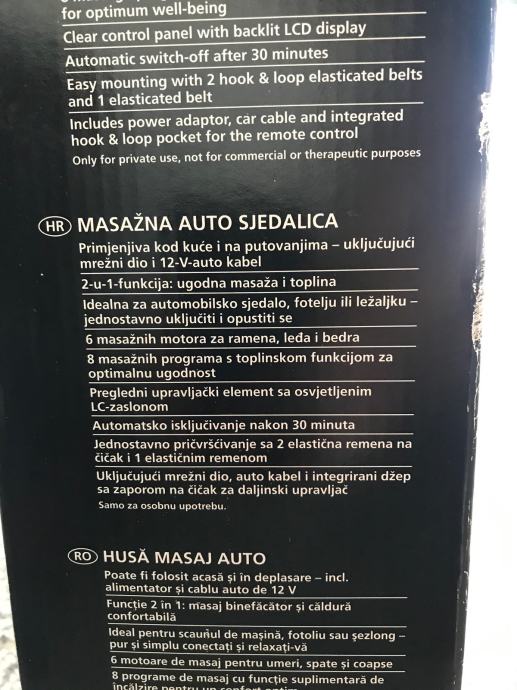 for optimum well-being
Clear control panel with backlit LCD display
Automatic switch-off after 30 minutes
Easy mounting with 2 hook & loop elasticated belts
and 1 elasticated belt
Includes power adaptor, car cable and integrated
hook & loop pocket for the remote control
Only for private use, not for commercial or therapeutic purposes
HR MASAŽNA AUTO SJEDALICA
Primjenjiva kod kuće i na putovanjima – uključujući
mrežni dio i 12-V-auto kabel
2-u-1-funkcija: ugodna masaža i toplina
Idealna za automobilsko sjedalo, fotelju ili ležaljku –
jednostavno uključiti i opustiti se
6 masažnih motora za ramena, leđa i bedra
8 masažnih programa s toplinskom funkcijom za
optimalnu ugodnost
Pregledni upravljački element sa osvjetljenim
LC-zaslonom
Automatsko isključivanje nakon 30 minuta
Jednostavno pričvršćivanje sa 2 elastična remena na
čičak i 1 elastičnim remenom
Uključujući mrežni dio, auto kabel i integrirani džep
sa zaporom na čičak za daljinski upravljač
Samo za osobnu upotrebu.
RO HUSĂ MASAJ AUTO
Poate fi folosit acasă și în deplasare – incl.
alimentator și cablu auto de 12 V
Funcție 2 în 1: masaj binefăcător și căldură
confortabilă
Ideal pentru scaunul de mașină, fotoliu sau șezlong –
pur și simplu conectați și relaxați-vă
6 motoare de masaj pentru umeri, spate și coapse
8 programe de masaj cu funcție suplimentară de
încălzire pentru un confort optim